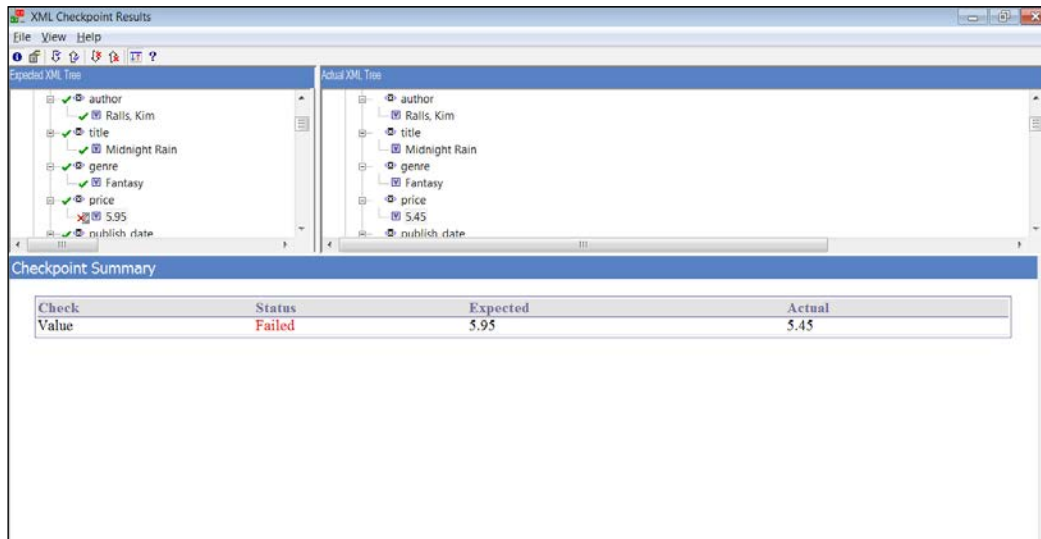 XML Checkpoint Results
File View Help
Expected XML Tree
author
Ralls, Kim
title
Midnight Rain
genre
Fantasy
price
5.95
publish_date
Actual XML Tree
author
Ralls, Kim
title
Midnight Rain
genre
Fantasy
price
5.45
publish_date
Checkpoint Summary
Check Status Expected Actual
Value Failed 5.95 5.45